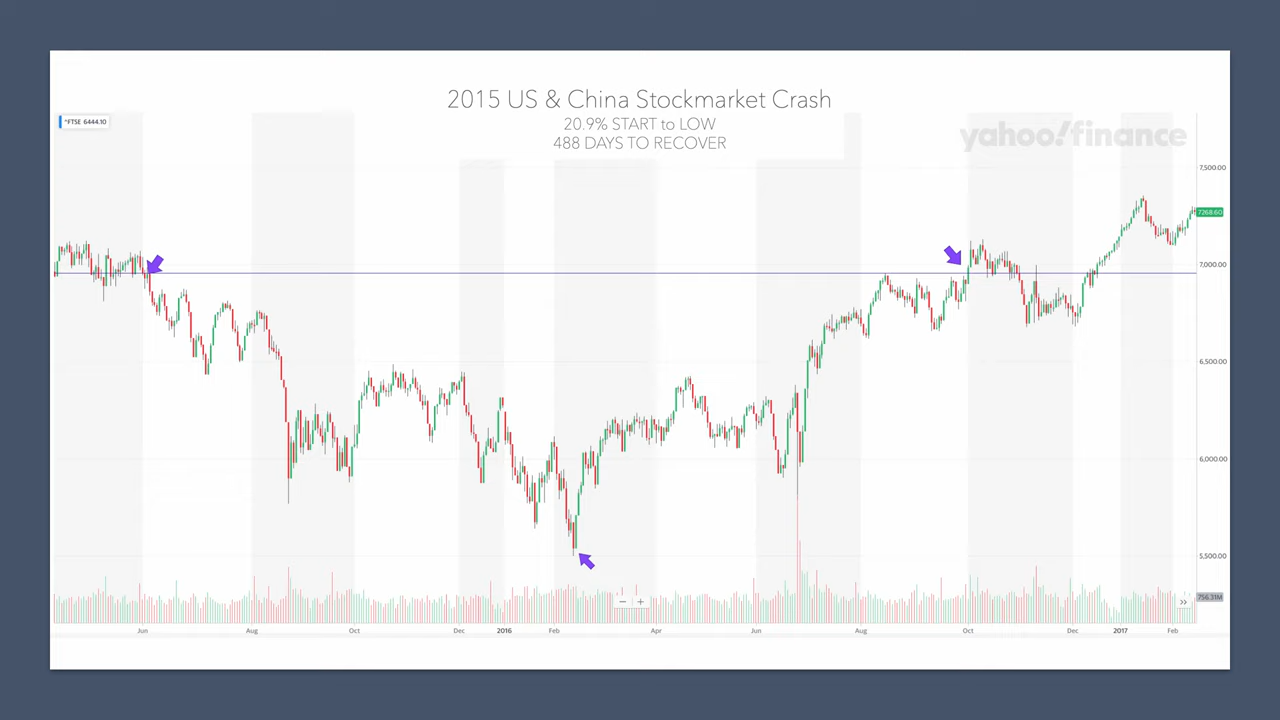 2015 US & China Stockmarket Crash
20.9% START to LOW
488 DAYS TO RECOVER
^FTSE 6444.10
yahoo!finance
7,500.00
7268.60
7,000.00
6,500.00
6,000.00
5,500.00
756.31M
Jun Aug Oct Dec 2016 Feb Apr Jun Aug Oct Dec 2017 Feb